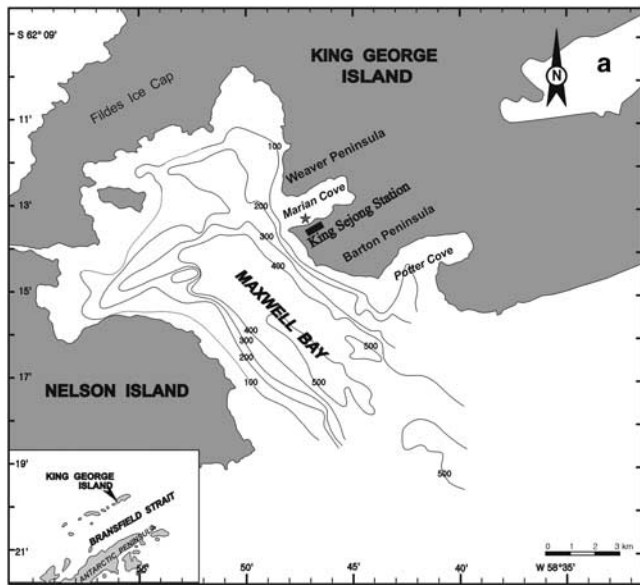 S 62° 09'
KING GEORGE
ISLAND
N
a
Fildes Ice Cap
11'
100
Weaver Peninsula
200
Marian Cove
13'
King Sejong Station
300
Barton Peninsula
400
Potter Cove
15'
MAXWELL BAY
400
300
500
200
17'
100
500
NELSON ISLAND
19'
500
KING GEORGE
ISLAND
BRANSFIELD STRAIT
ANTARCTIC PENINSULA
21'
50'
45'
40'
0 1 2 3 km
W 58° 35'